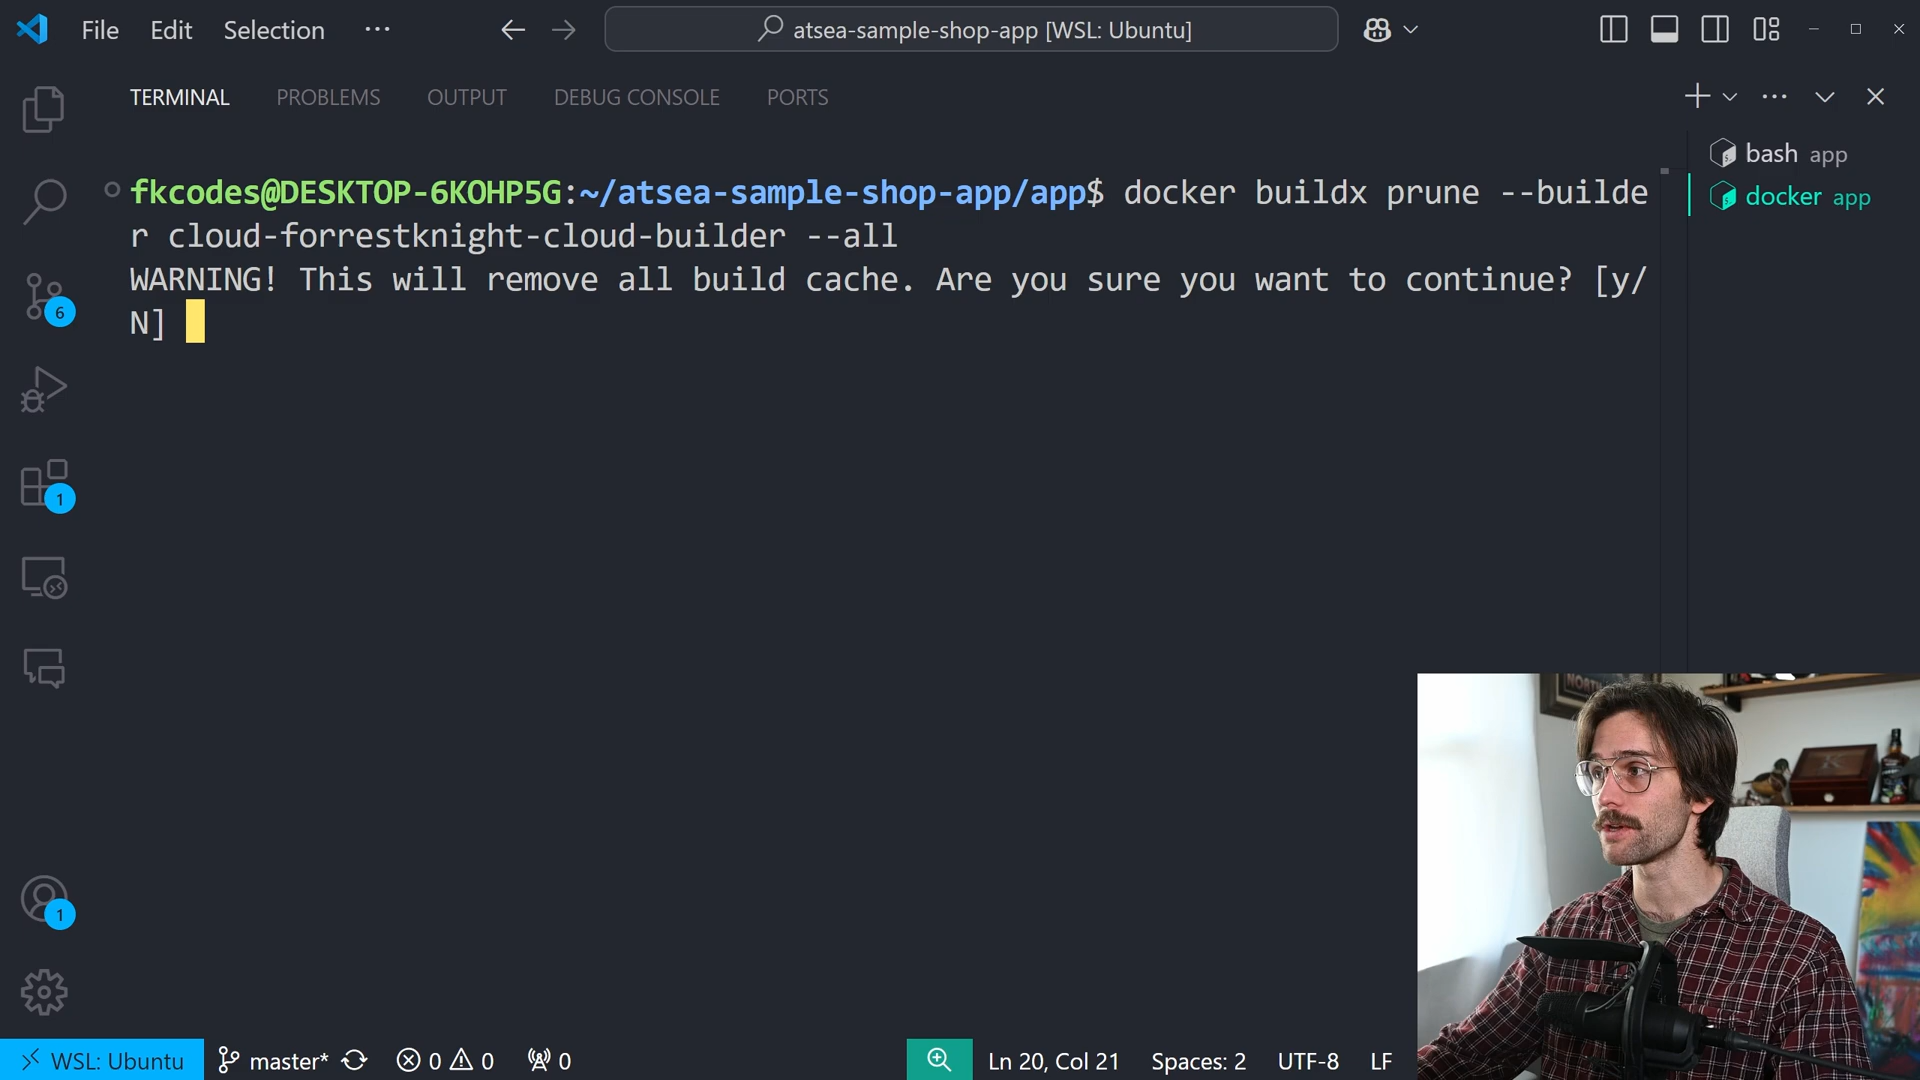 File Edit Selection ···
atsea-sample-shop-app [WSL: Ubuntu]
TERMINAL PROBLEMS OUTPUT DEBUG CONSOLE PORTS
bash app
docker app
fkcodes@DESKTOP-6KOHP5G:~/atsea-sample-shop-app/app$ docker buildx prune --builde
r cloud-forrestknight-cloud-builder --all
WARNING! This will remove all build cache. Are you sure you want to continue? [y/
N]
6
1
1
NORTH
K
WSL: Ubuntu master* 0 0 0 Ln 20, Col 21 Spaces: 2 UTF-8 LF